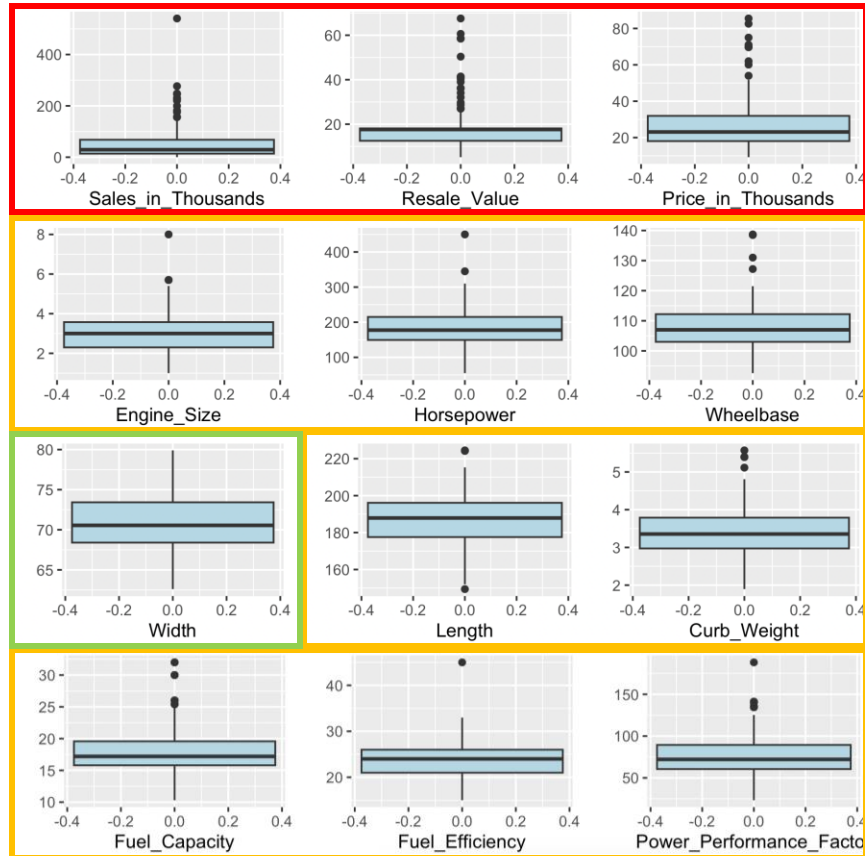 400
200
0
-0.4 -0.2 0.0 0.2 0.4
Sales_in_Thousands
60
40
20
-0.4 -0.2 0.0 0.2 0.4
Resale_Value
80
60
40
20
-0.4 -0.2 0.0 0.2 0.4
Price_in_Thousands
8
6
4
2
-0.4 -0.2 0.0 0.2 0.4
Engine_Size
400
300
200
100
-0.4 -0.2 0.0 0.2 0.4
Horsepower
140
130
120
110
100
-0.4 -0.2 0.0 0.2 0.4
Wheelbase
80
75
70
65
-0.4 -0.2 0.0 0.2 0.4
Width
220
200
180
160
-0.4 -0.2 0.0 0.2 0.4
Length
5
4
3
2
-0.4 -0.2 0.0 0.2 0.4
Curb_Weight
30
25
20
15
10
-0.4 -0.2 0.0 0.2 0.4
Fuel_Capacity
40
30
20
-0.4 -0.2 0.0 0.2 0.4
Fuel_Efficiency
150
100
50
-0.4 -0.2 0.0 0.2 0.4
Power_Performance_Facto